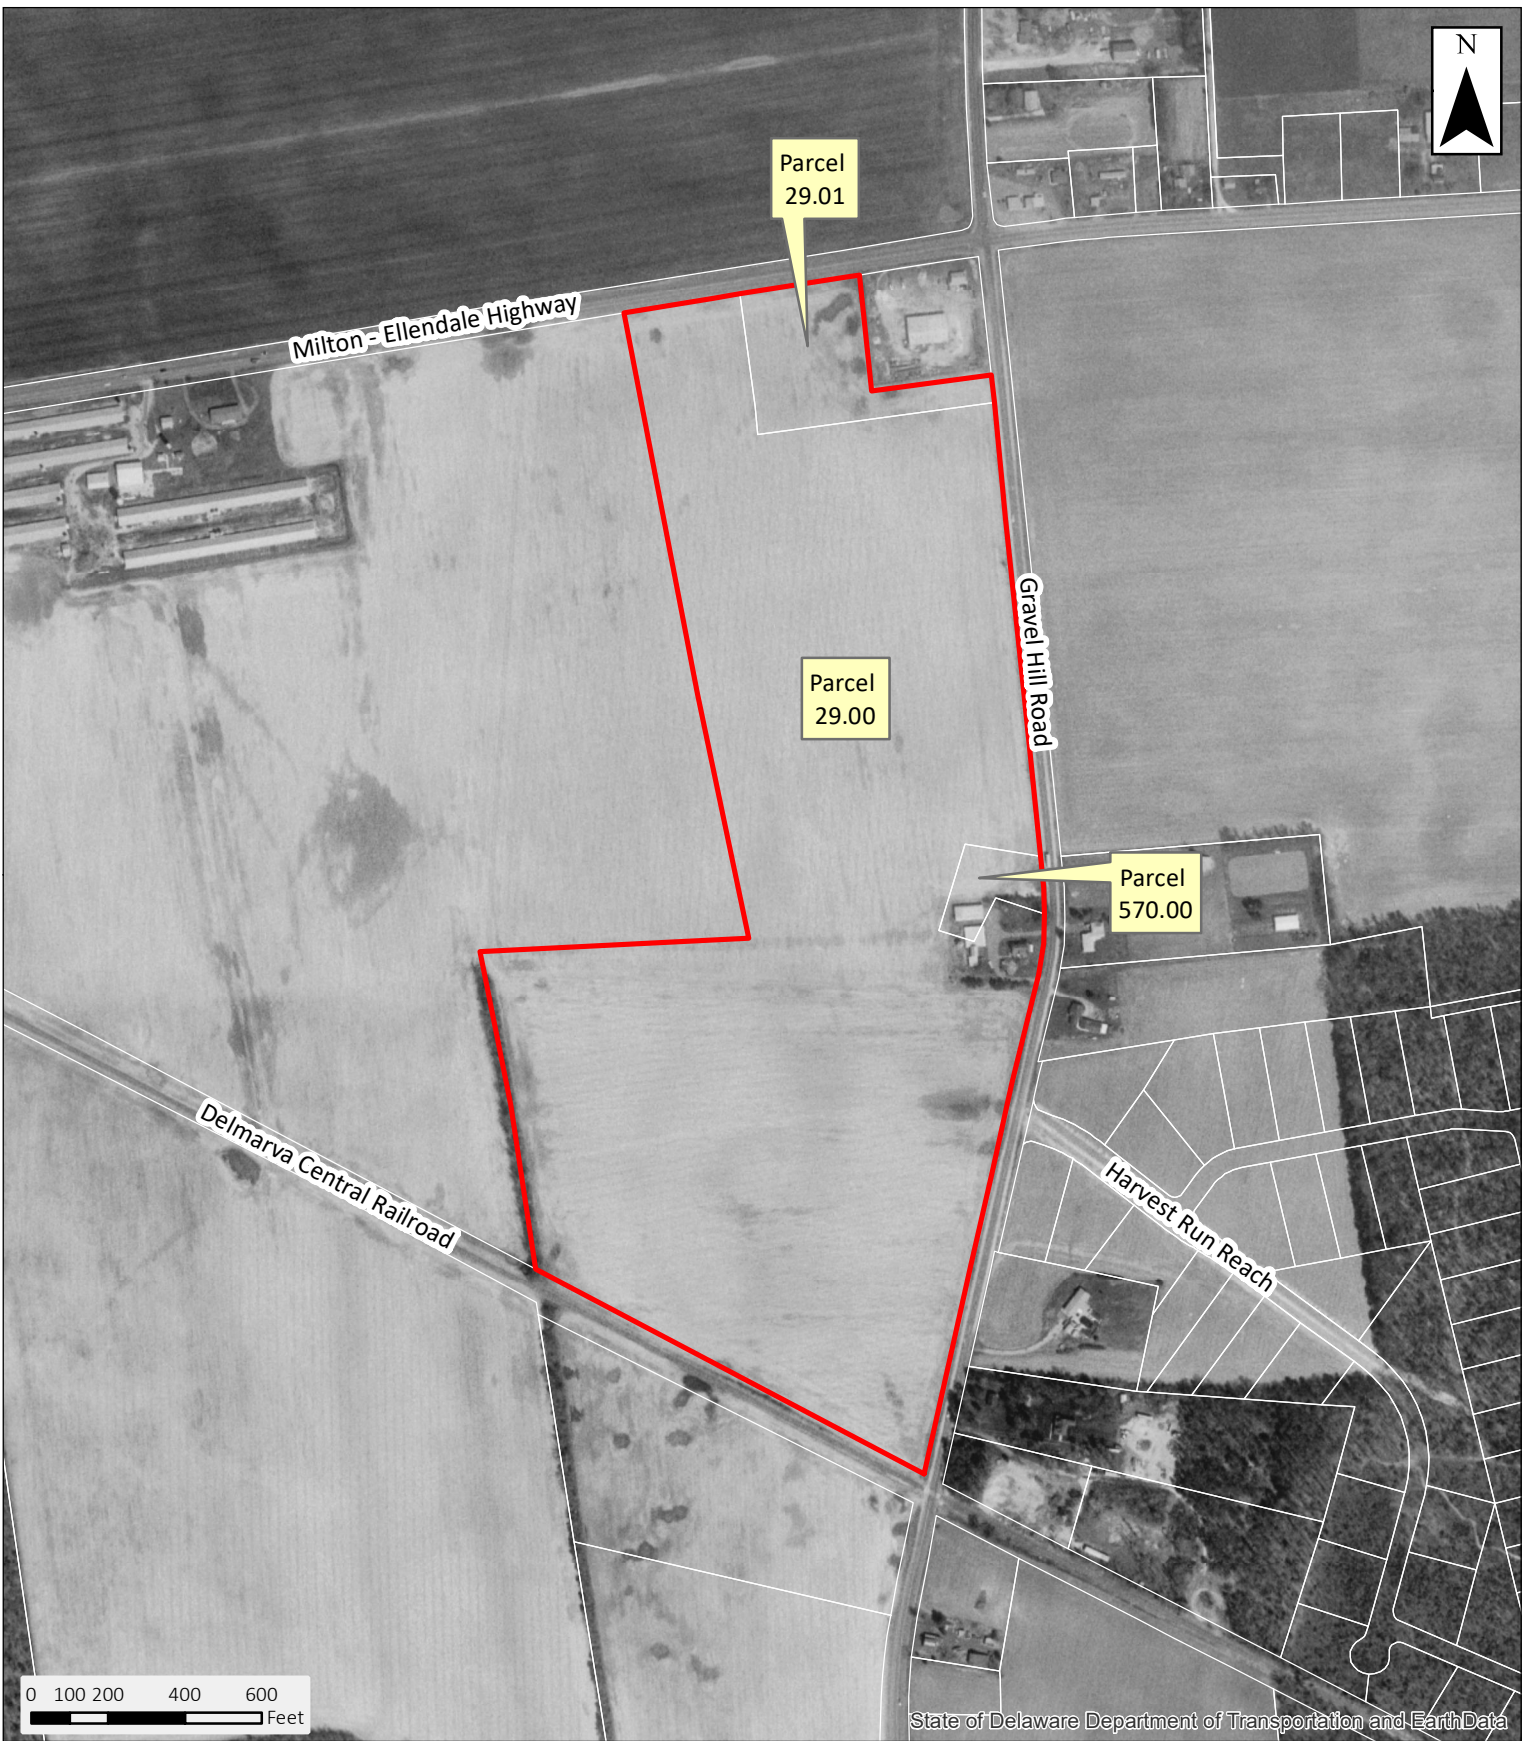 N
Parcel
29.01
Milton - Ellendale Highway
Gravel Hill Road
Parcel
29.00
Parcel
570.00
Delmarva Central Railroad
Harvest Run Reach
0 100 200 400 600
Feet
State of Delaware Department of Transportation and EarthData